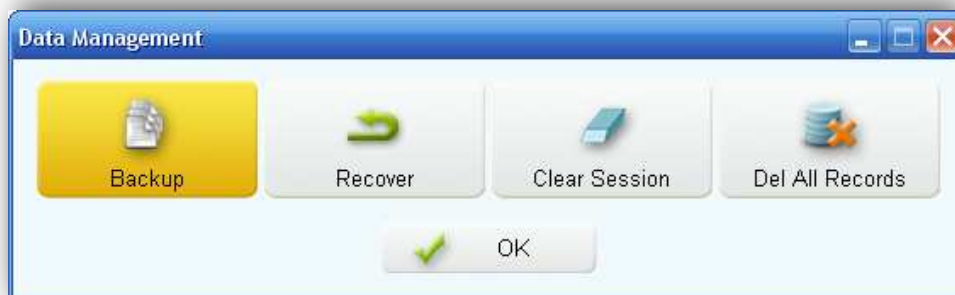 Data Management
Backup
Recover
Clear Session
Del All Records
OK